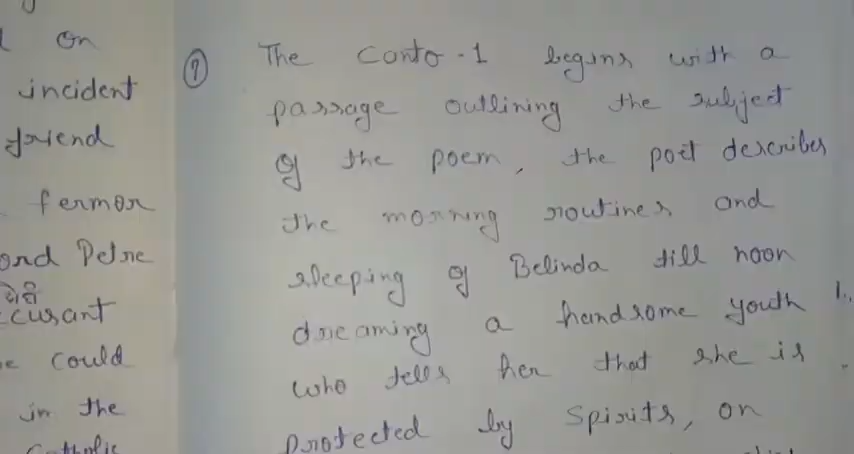 on
incident
friend
fermor
ord Petre
curant
e could
in the
Catholic
⑦ The Canto-1 begins with a
passage outlining the subject
of the poem, the poet describes
the morning routines and
sleeping of Belinda till noon
dreaming a handsome youth
who tells her that she is
protected by spirits, on